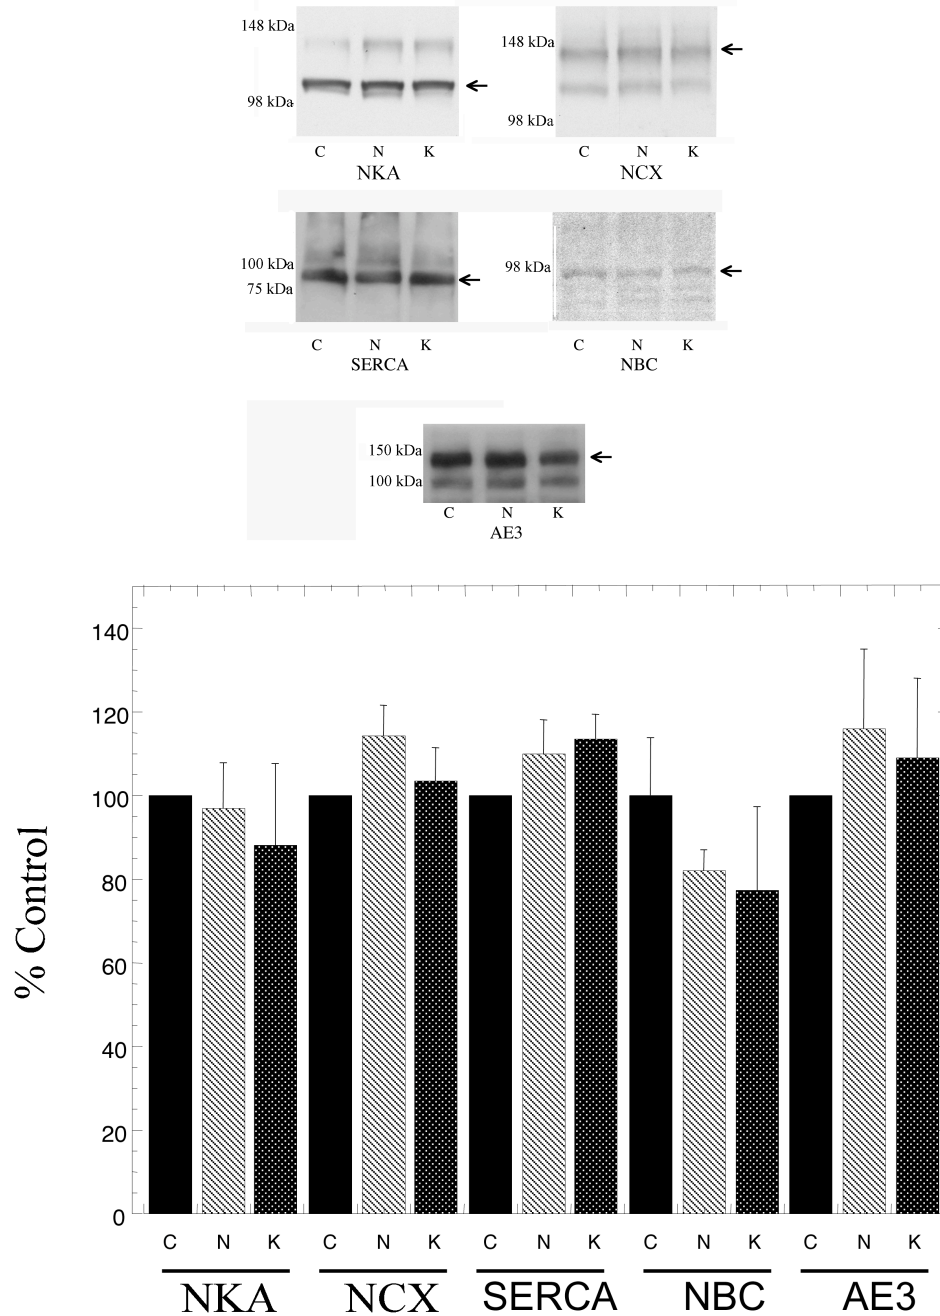 148 kDa
98 kDa
C N K
NKA
148 kDa
98 kDa
C N K
NCX
100 kDa
75 kDa
C N K
SERCA
98 kDa
C N K
NBC
150 kDa
100 kDa
C N K
AE3
% Control
140
120
100
80
60
40
20
0
C N K C N K C N K C N K C N K
NKA NCX SERCA NBC AE3